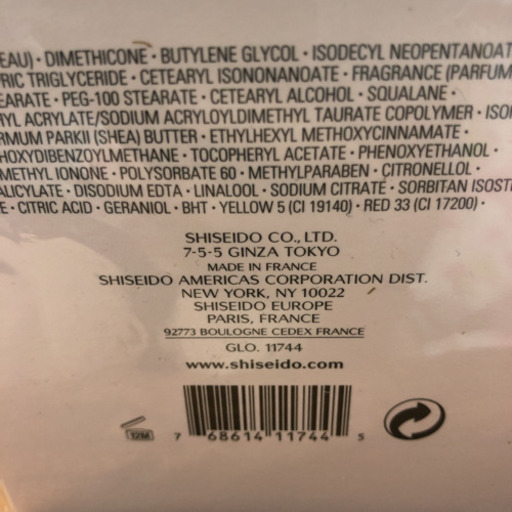 EAU) · DIMETHICONE · BUTYLENE GLYCOL · ISODECYL NEOPENTANOAT
RIC TRIGLYCERIDE · CETEARYL ISONONANOATE · FRAGRANCE (PARFUM
EARATE · PEG-100 STEARATE · CETEARYL ALCOHOL · SQUALANE ·
RYL ACRYLATE/SODIUM ACRYLOYLDIMETHYL TAURATE COPOLYMER · ISO
RMUM PARKII (SHEA) BUTTER · ETHYLHEXYL METHOXYCINNAMATE ·
HOXYDIBENZOYLMETHANE · TOCOPHERYL ACETATE · PHENOXYETHANOL ·
METHYL IONONE · POLYSORBATE 60 · METHYLPARABEN · CITRONELLOL ·
ALICYLATE · DISODIUM EDTA · LINALOOL · SODIUM CITRATE · SORBITAN ISOST
E · CITRIC ACID · GERANIOL · BHT · YELLOW 5 (CI 19140) · RED 33 (CI 17200) ·
SHISEIDO CO., LTD.
7-5-5 GINZA TOKYO
MADE IN FRANCE
SHISEIDO AMERICAS CORPORATION DIST.
NEW YORK, NY 10022
SHISEIDO EUROPE
PARIS, FRANCE
92773 BOULOGNE CEDEX FRANCE
GLO. 11744
www.shiseido.com
12M
7 68614 11744 5